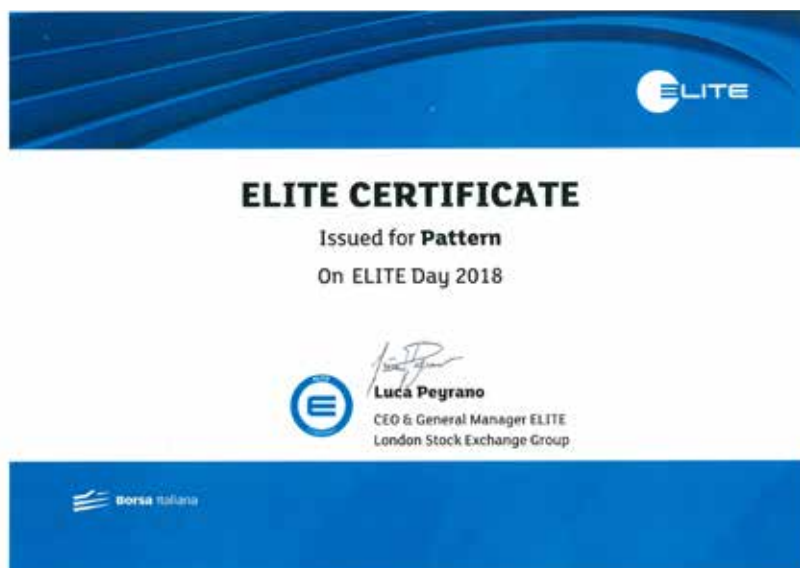 ELITE
ELITE CERTIFICATE
Issued for Pattern
On ELITE Day 2018
Luca Peyrano
CEO & General Manager ELITE
London Stock Exchange Group
Borsa Italiana